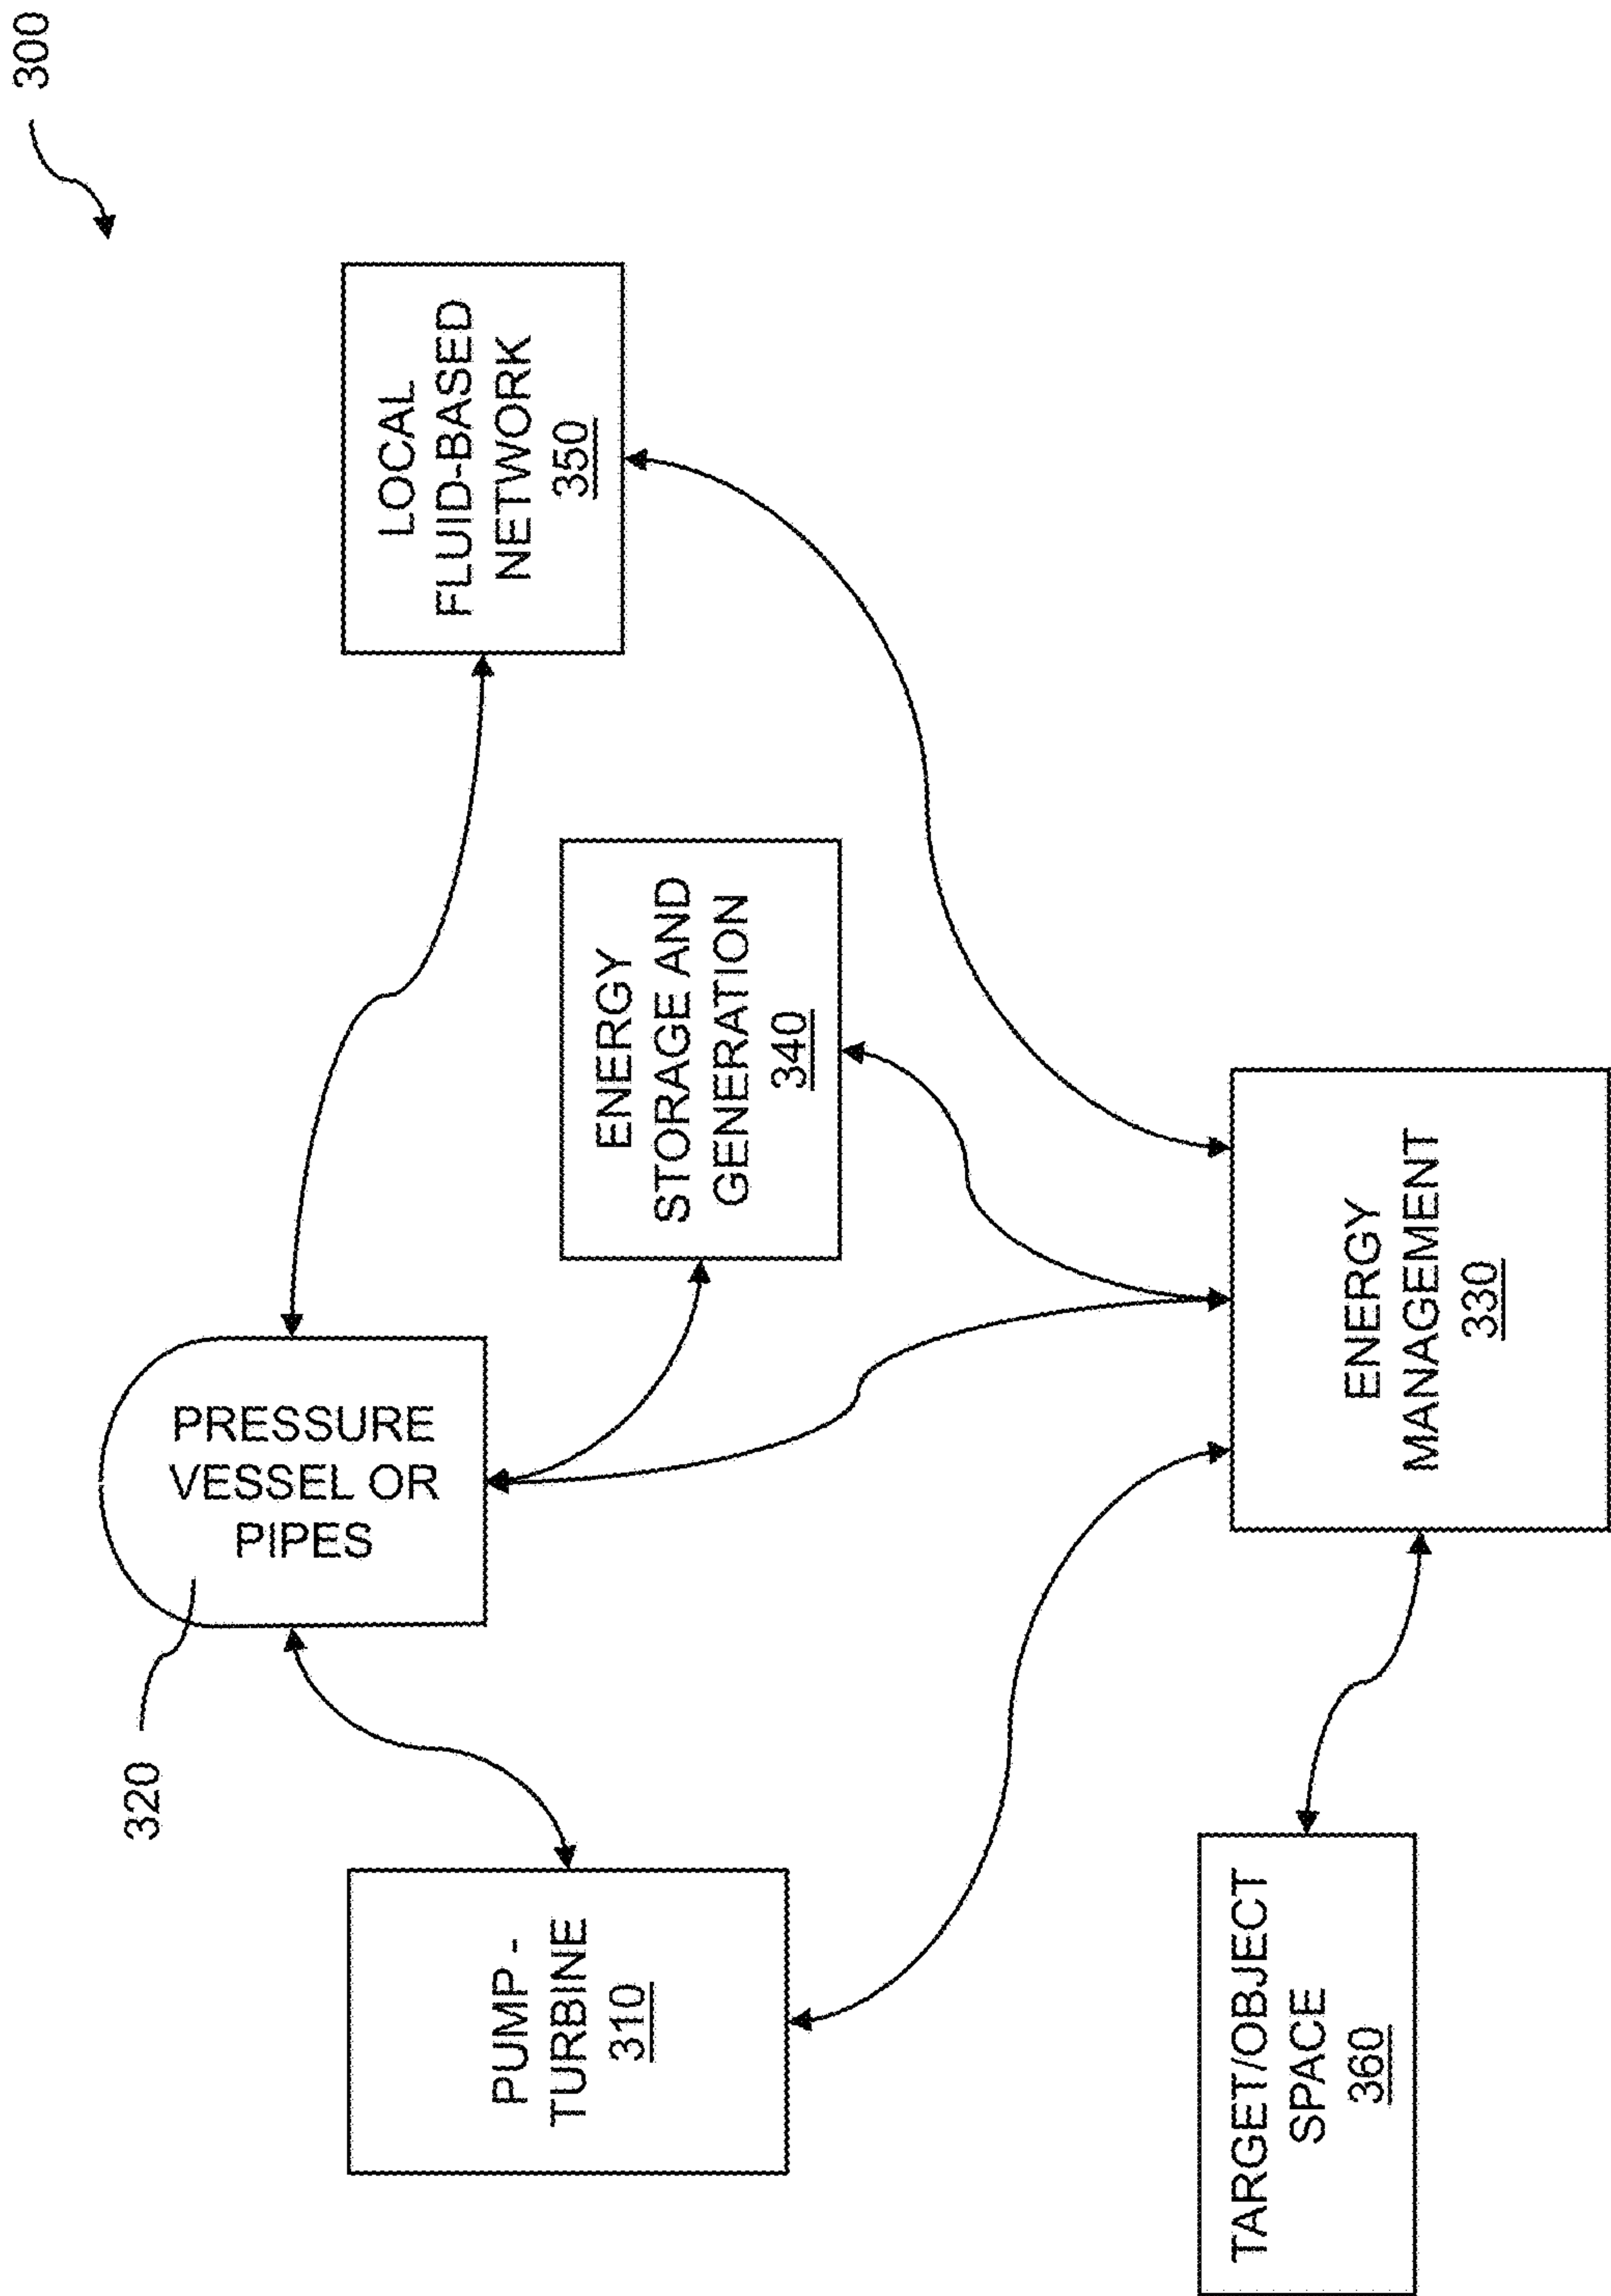 300
320
PRESSURE
VESSEL OR
PIPES
PUMP -
TURBINE
310
LOCAL
FLUID-BASED
NETWORK
350
ENERGY
STORAGE AND
GENERATION
340
TARGET/OBJECT
SPACE
360
ENERGY
MANAGEMENT
330